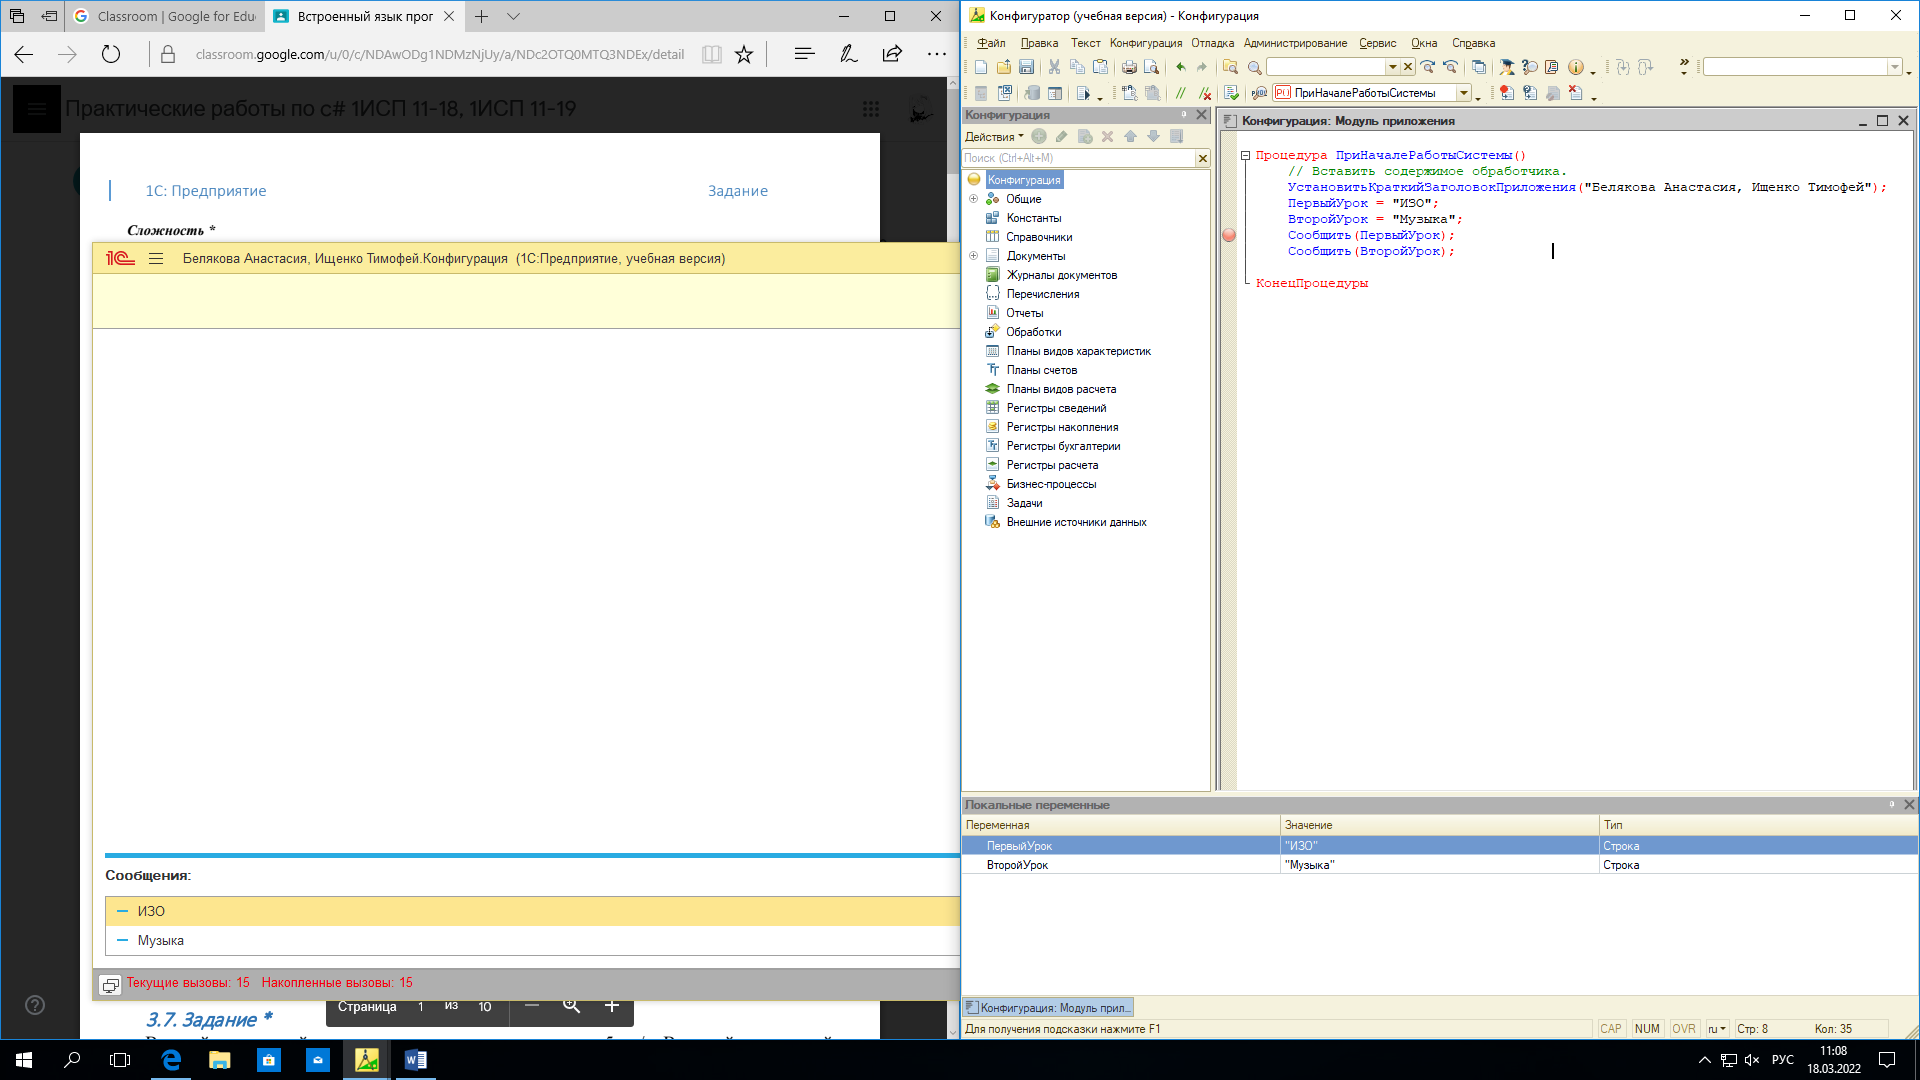 Classroom | Google for Edu
Встроенный язык прог
classroom.google.com/u/0/c/NDAwODg1NDMzNjUy/a/NDc2OTQ0MTQ3NDEx/detail
Практические работы по c# 1ИСП 11-18, 1ИСП 11-19
1С: Предприятие
Задание
Сложность *
Белякова Анастасия, Ищенко Тимофей.Конфигурация (1С:Предприятие, учебная версия)
Сообщения:
ИЗО
Музыка
Текущие вызовы: 15 Накопленные вызовы: 15
Страница 1 из 10
3.7. Задание *
Конфигуратор (учебная версия) - Конфигурация
Файл Правка Текст Конфигурация Отладка Администрирование Сервис Окна Справка
ПриНачалеРаботыСистемы
Конфигурация
Действия
Поиск (Ctrl+Alt+M)
Конфигурация
Общие
Константы
Справочники
Документы
Журналы документов
Перечисления
Отчеты
Обработки
Планы видов характеристик
Планы счетов
Планы видов расчета
Регистры сведений
Регистры накопления
Регистры бухгалтерии
Регистры расчета
Бизнес-процессы
Задачи
Внешние источники данных
Конфигурация: Модуль приложения
Процедура ПриНачалеРаботыСистемы()
// Вставить содержимое обработчика.
УстановитьКраткийЗаголовокПриложения("Белякова Анастасия, Ищенко Тимофей");
ПервыйУрок = "ИЗО";
ВторойУрок = "Музыка";
Сообщить(ПервыйУрок);
Сообщить(ВторойУрок);
КонецПроцедуры
Локальные переменные
Переменная Значение Тип
ПервыйУрок "ИЗО" Строка
ВторойУрок "Музыка" Строка
Конфигурация: Модуль прил...
Для получения подсказки нажмите F1
CAP NUM OVR ru Стр: 8 Кол: 35
РУС
11:08
18.03.2022